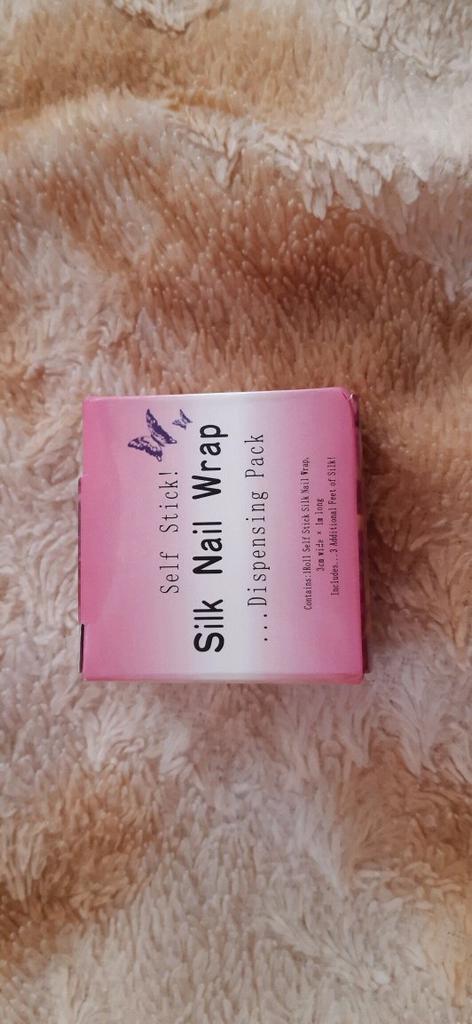 Self Stick!
Silk Nail Wrap
...Dispensing Pack
Contains:1Roll Self Stick Silk Nail Wrap,
3cm wide × 1m long
Includes...3 Additional Feet of Silk!